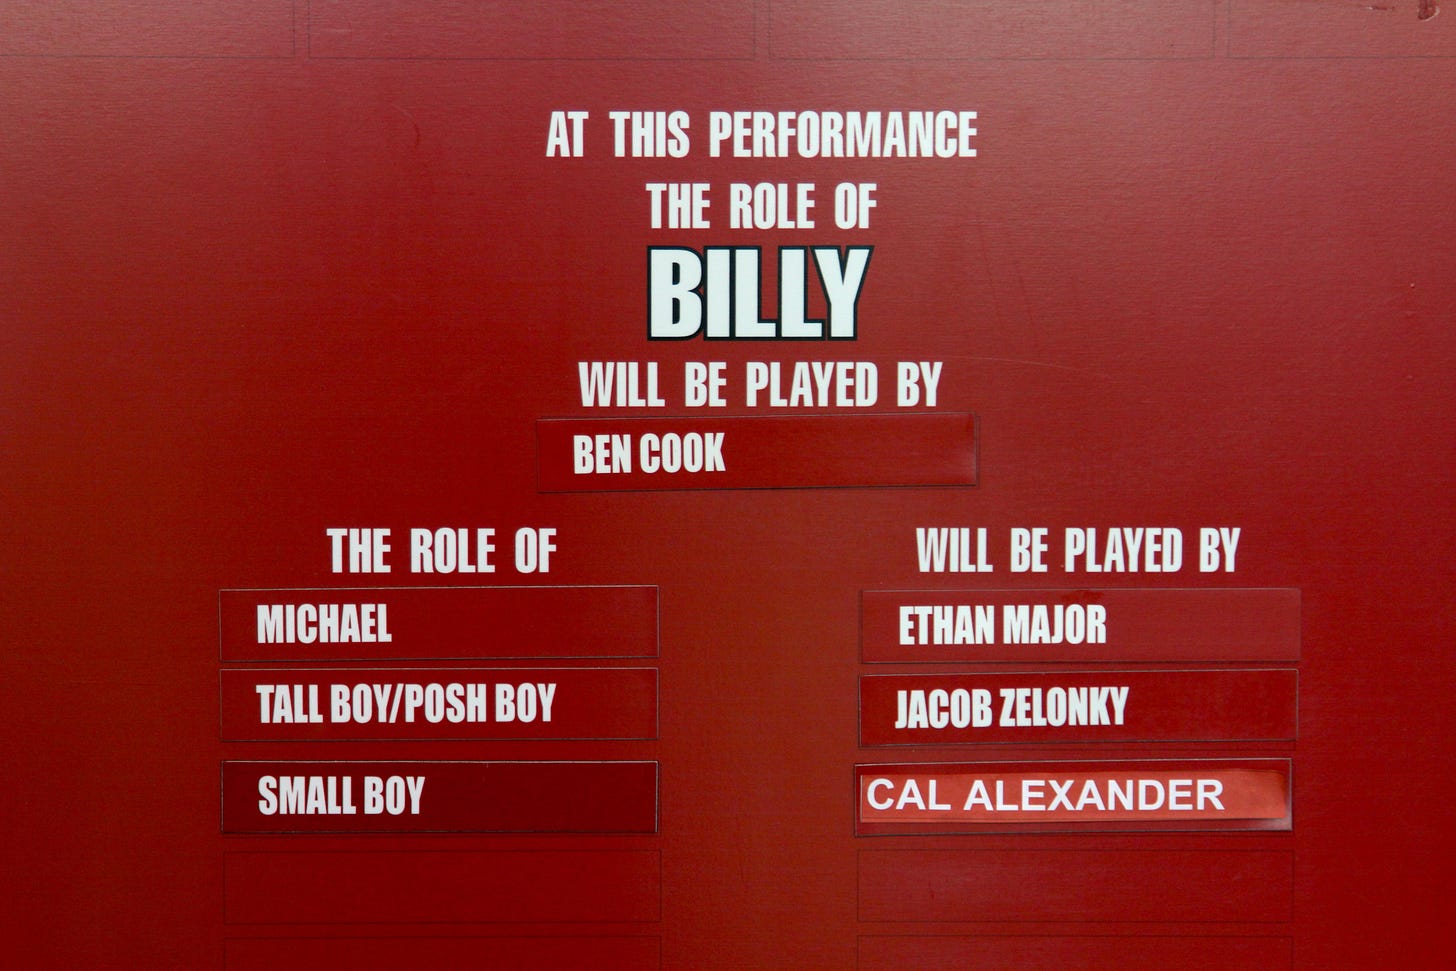 AT THIS PERFORMANCE
THE ROLE OF
BILLY
WILL BE PLAYED BY
BEN COOK
THE ROLE OF WILL BE PLAYED BY
MICHAEL ETHAN MAJOR
TALL BOY/POSH BOY JACOB ZELONKY
SMALL BOY CAL ALEXANDER